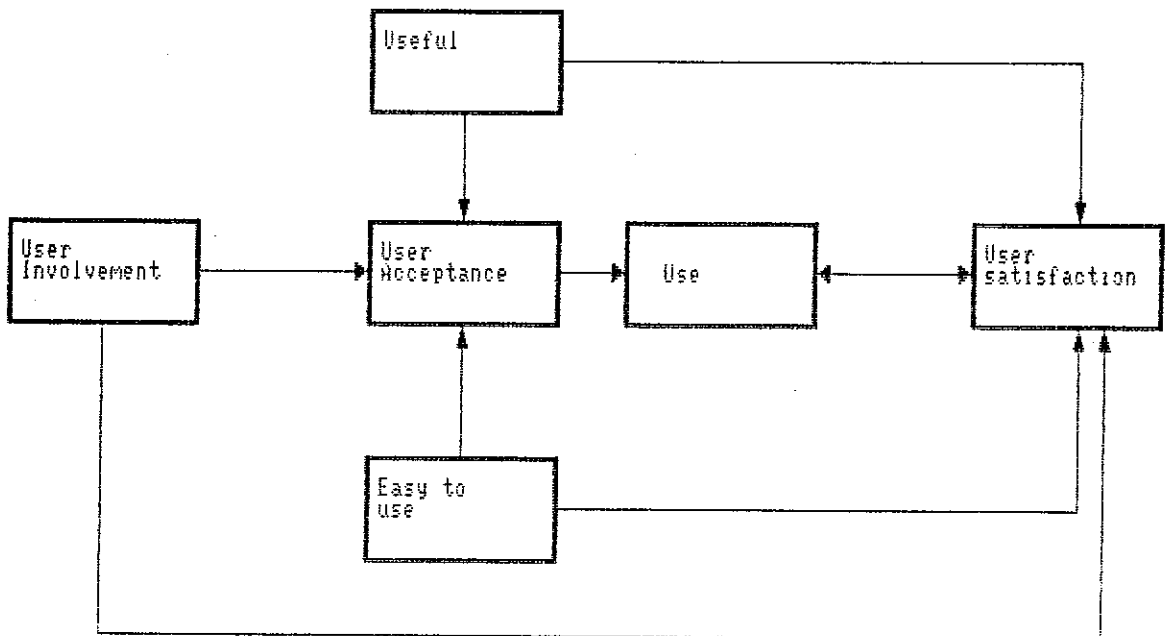 Useful
User
Involvement
User
Acceptance
Use
User
satisfaction
Easy to
use